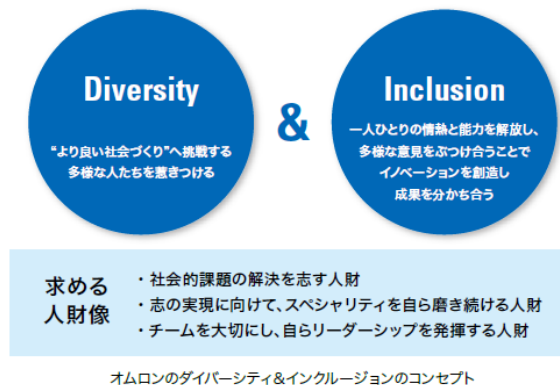 Diversity
“より良い社会づくり”へ挑戦する
多様な人たちを惹きつける
&
Inclusion
一人ひとりの情熱と能力を解放し、
多様な意見をぶつけ合うことで
イノベーションを創造し
成果を分かち合う
求める
人財像
・社会的課題の解決を志す人財
・志の実現に向けて、スペシャリティを自ら磨き続ける人財
・チームを大切にし、自らリーダーシップを発揮する人財
オムロンのダイバーシティ&インクルージョンのコンセプト